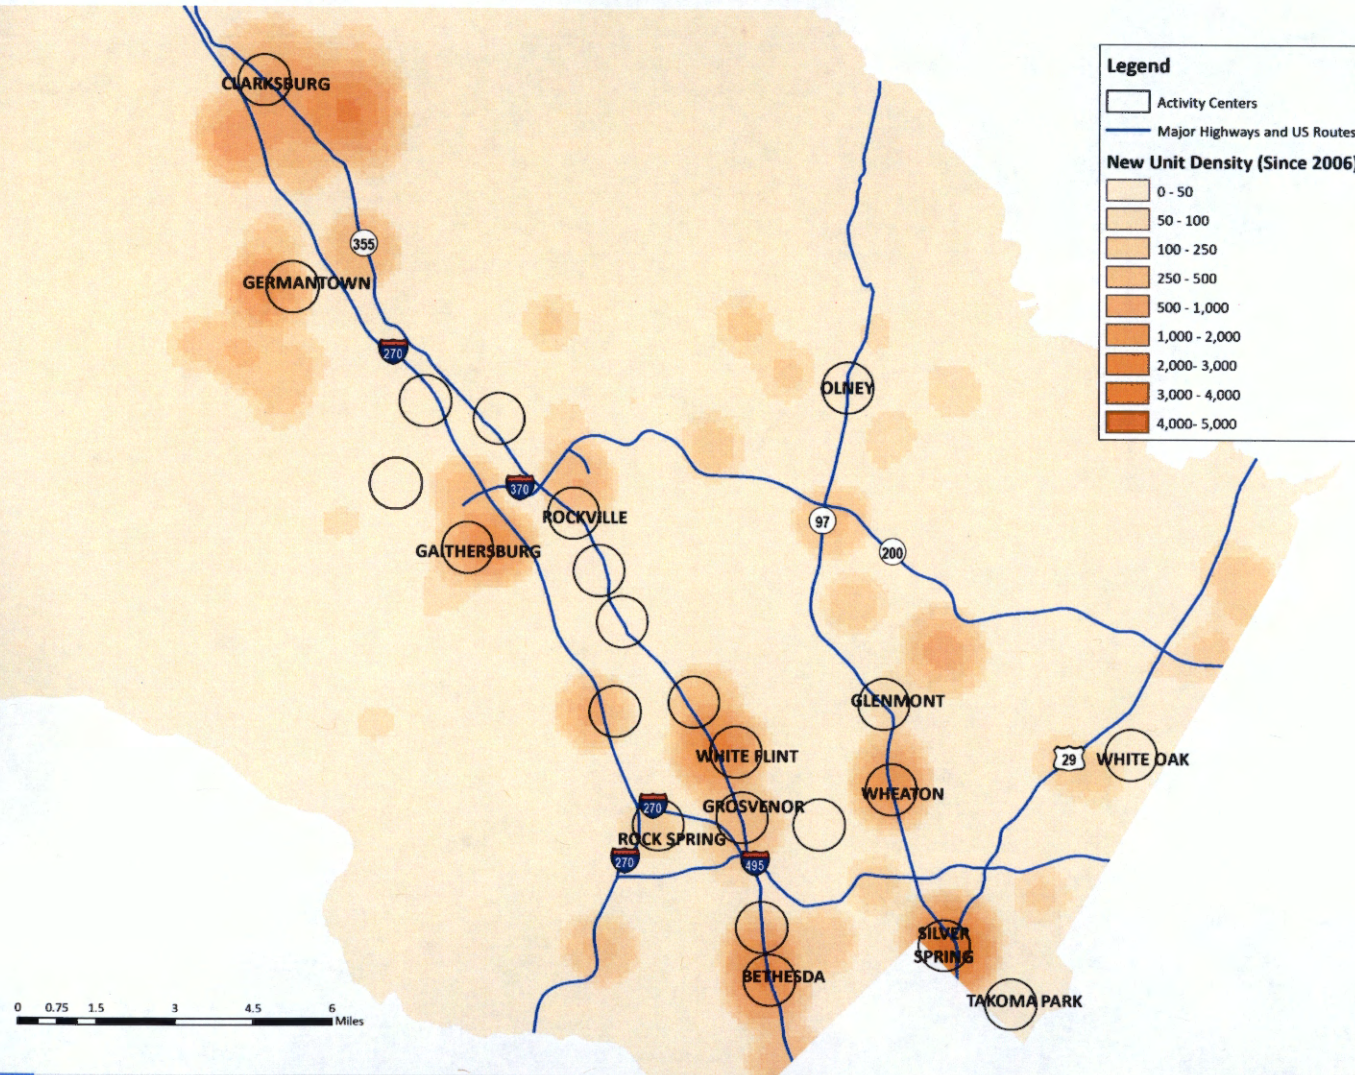 CLARKSBURG
355
GERMANTOWN
270
OLNEY
370
ROCKVILLE
GAITHERSBURG
97
200
GLENMONT
WHITE FLINT
29
WHITE OAK
WHEATON
270
GROSVENOR
ROCK SPRING
270
495
SILVER
SPRING
BETHESDA
TAKOMA PARK
Legend
Activity Centers
Major Highways and US Routes
New Unit Density (Since 2006)
0 - 50
50 - 100
100 - 250
250 - 500
500 - 1,000
1,000 - 2,000
2,000- 3,000
3,000 - 4,000
4,000- 5,000
0 0.75 1.5 3 4.5 6
Miles